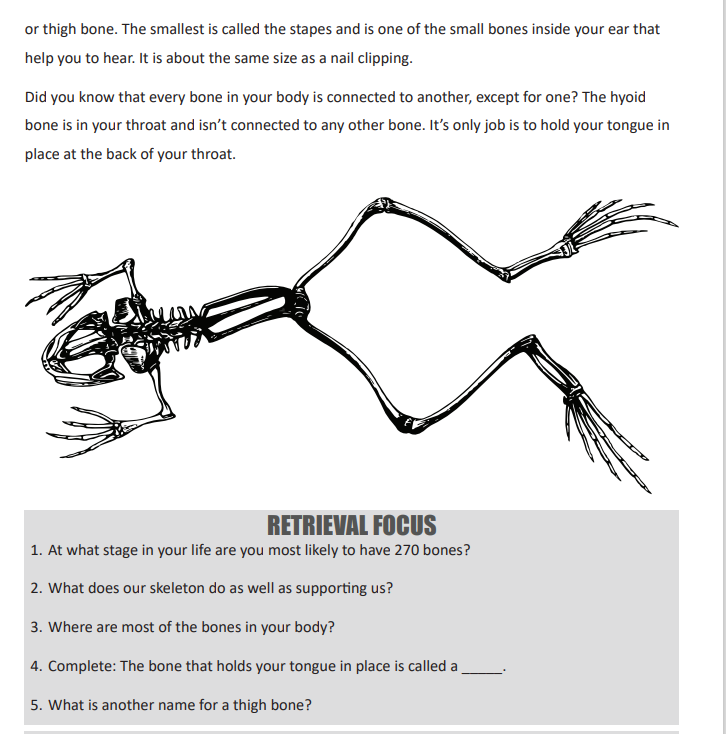 or thigh bone. The smallest is called the stapes and is one of the small bones inside your ear that
help you to hear. It is about the same size as a nail clipping.
Did you know that every bone in your body is connected to another, except for one? The hyoid
bone is in your throat and isn’t connected to any other bone. It’s only job is to hold your tongue in
place at the back of your throat.
RETRIEVAL FOCUS
1. At what stage in your life are you most likely to have 270 bones?
2. What does our skeleton do as well as supporting us?
3. Where are most of the bones in your body?
4. Complete: The bone that holds your tongue in place is called a _____.
5. What is another name for a thigh bone?